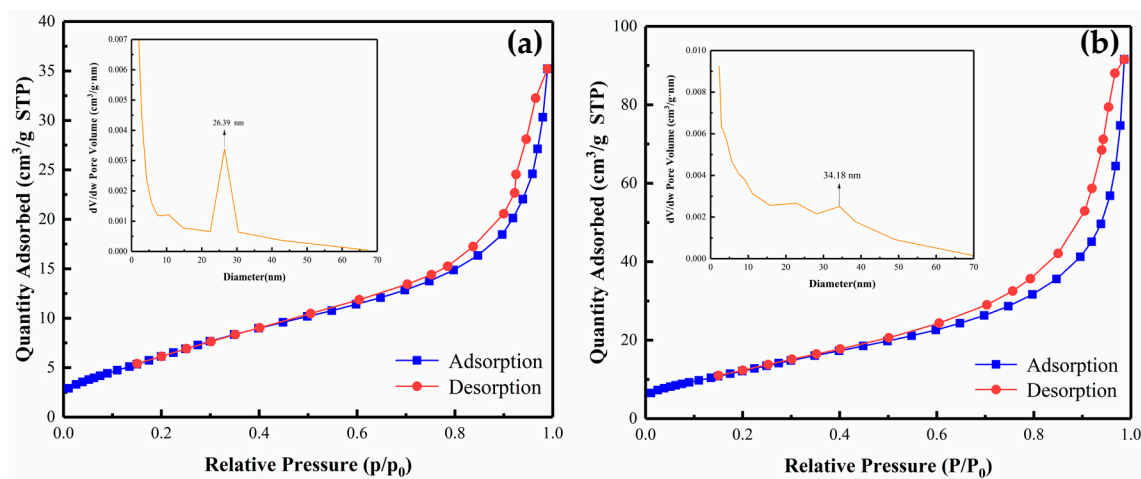 (a)
Quantity Adsorbed (cm³/g  STP)
40
35
30
25
20
15
10
5
0
0.0 0.2 0.4 0.6 0.8 1.0
Relative Pressure (p/p₀)
Adsorption
Desorption
dV/dw Pore Volume (cm³/g·nm)
0.007
0.006
0.005
0.004
0.003
0.002
0.001
0.000
26.39 nm
0 10 20 30 40 50 60 70
Diameter(nm)
(b)
Quantity Adsorbed (cm³/g  STP)
100
80
60
40
20
0
0.0 0.2 0.4 0.6 0.8 1.0
Relative Pressure (P/P₀)
Adsorption
Desorption
dV/dw Pore Volume (cm³/g·nm)
0.010
0.008
0.006
0.004
0.002
0.000
34.18 nm
0 10 20 30 40 50 60 70
Diameter(nm)